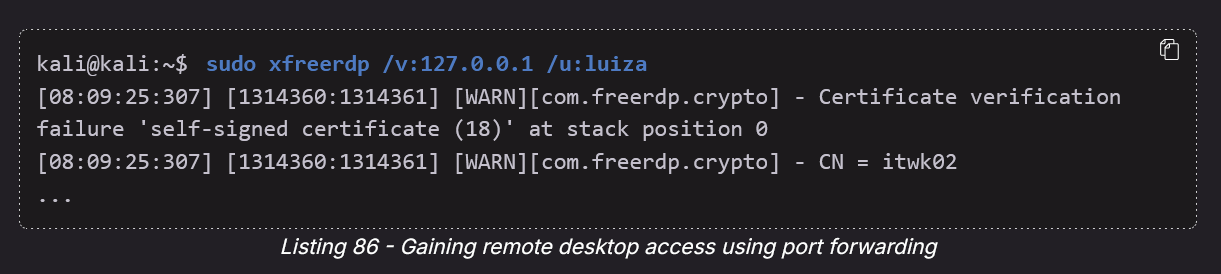 kali@kali:~$ sudo xfreerdp /v:127.0.0.1 /u:luiza
[08:09:25:307] [1314360:1314361] [WARN][com.freerdp.crypto] - Certificate verification
failure 'self-signed certificate (18)' at stack position 0
[08:09:25:307] [1314360:1314361] [WARN][com.freerdp.crypto] - CN = itwk02
...
Listing 86 - Gaining remote desktop access using port forwarding